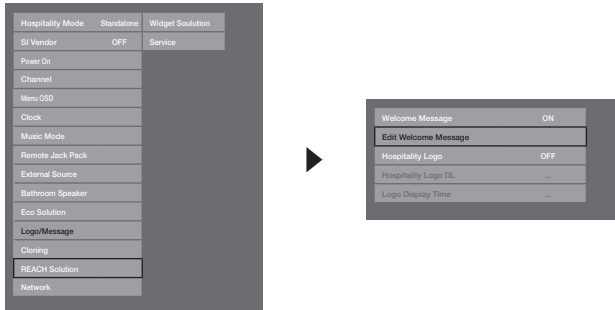 Hospitality Mode Standalone Widget Soulution
SI Vendor OFF Service
Power On
Channel
Menu OSD
Clock
Music Mode
Remote Jack Pack
External Source
Bathroom Speaker
Eco Solution
Logo/Message
Cloning
REACH Solution
Network
Welcome Message ON
Edit Welcome Message
Hospitality Logo OFF
Hospitality Logo DL ...
Logo Display Time ...